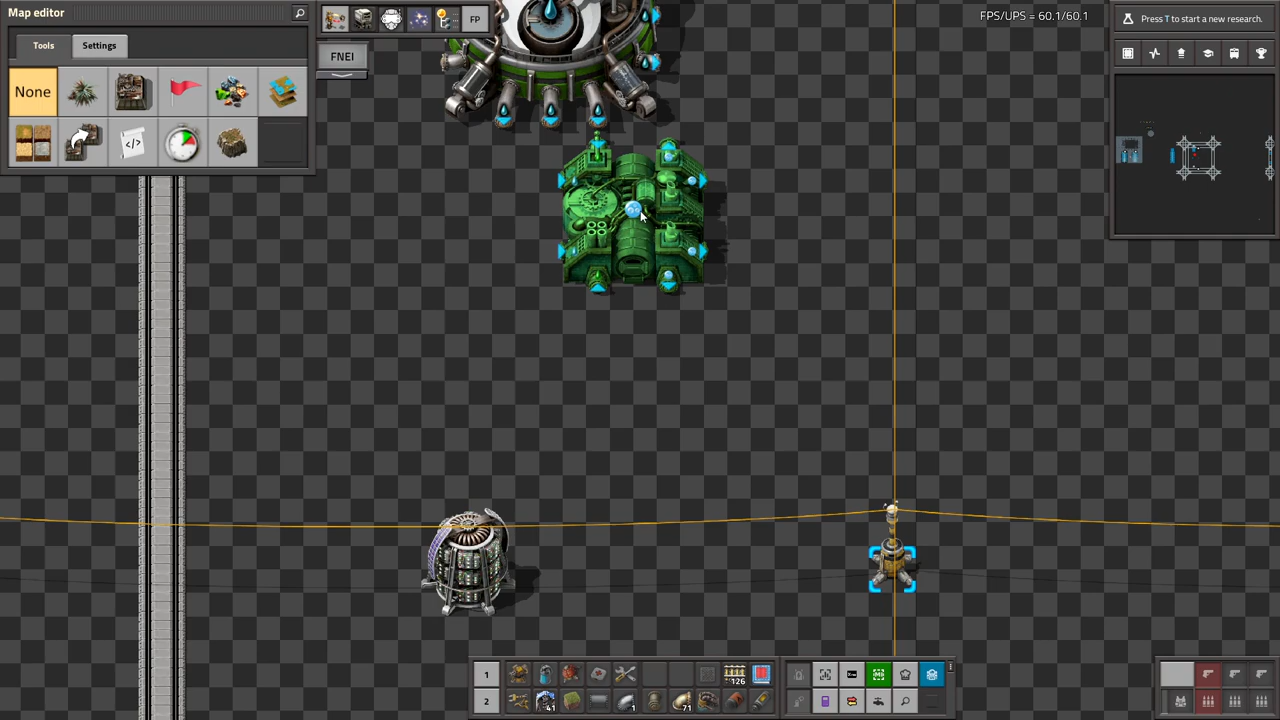 Map editor
Tools
Settings
None
</>
FP
FNEI
FPS/UPS = 60.1/60.1
Press T to start a new research.
1
126
2
41
1
71